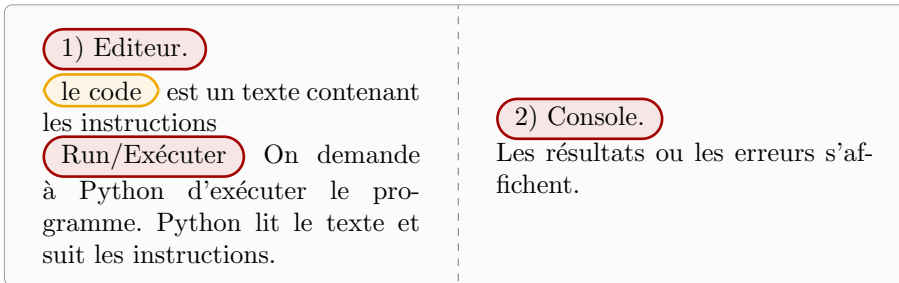 1) Editeur.
le code est un texte contenant
les instructions
Run/Exécuter On demande
à Python d'exécuter le pro-
gramme. Python lit le texte et
suit les instructions.
2) Console.
Les résultats ou les erreurs s'af-
fichent.